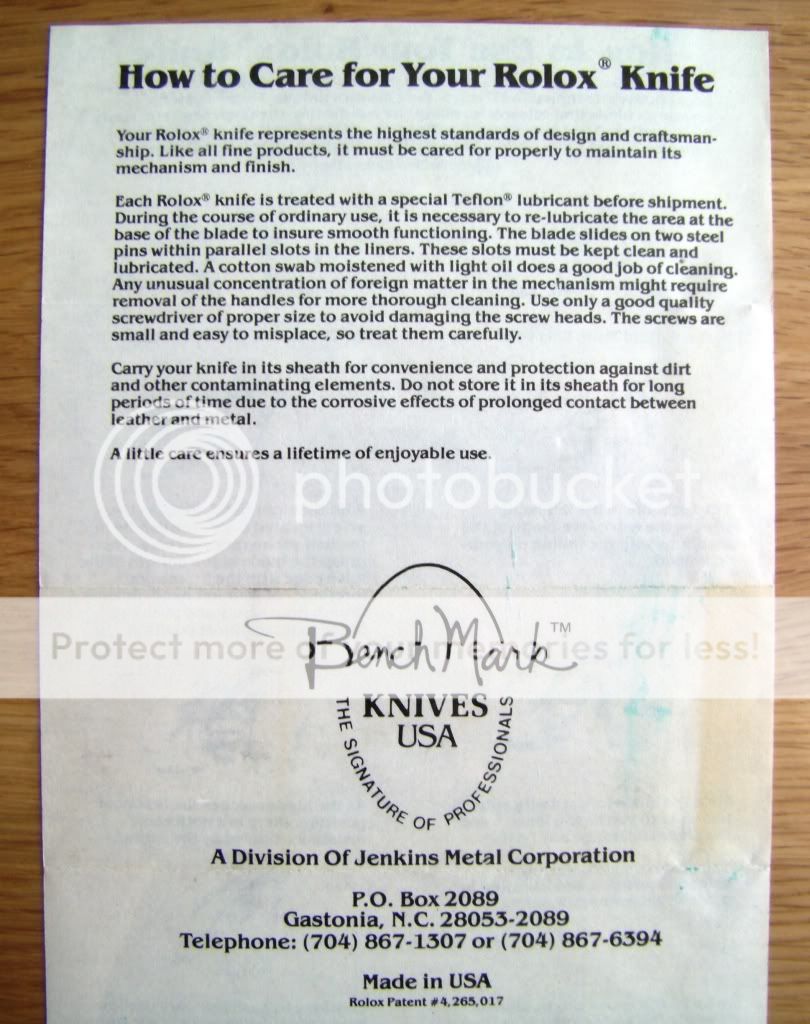 How to Care for Your Rolox® Knife
Your Rolox® knife represents the highest standards of design and craftsman-
ship. Like all fine products, it must be cared for properly to maintain its
mechanism and finish.
Each Rolox® knife is treated with a special Teflon® lubricant before shipment.
During the course of ordinary use, it is necessary to re-lubricate the area at the
base of the blade to insure smooth functioning. The blade slides on two steel
pins within parallel slots in the liners. These slots must be kept clean and
lubricated. A cotton swab moistened with light oil does a good job of cleaning.
Any unusual concentration of foreign matter in the mechanism might require
removal of the handles for more thorough cleaning. Use only a good quality
screwdriver of proper size to avoid damaging the screw heads. The screws are
small and easy to misplace, so treat them carefully.
Carry your knife in its sheath for convenience and protection against dirt
and other contaminating elements. Do not store it in its sheath for long
periods of time due to the corrosive effects of prolonged contact between
leather and metal.
A little care ensures a lifetime of enjoyable use.
photobucket
Protect more of your memories for less!
BenchMark™
KNIVES
USA
THE SIGNATURE OF PROFESSIONALS
A Division Of Jenkins Metal Corporation
P.O. Box 2089
Gastonia, N.C. 28053-2089
Telephone: (704) 867-1307 or (704) 867-6394
Made in USA
Rolox Patent #4,265,017